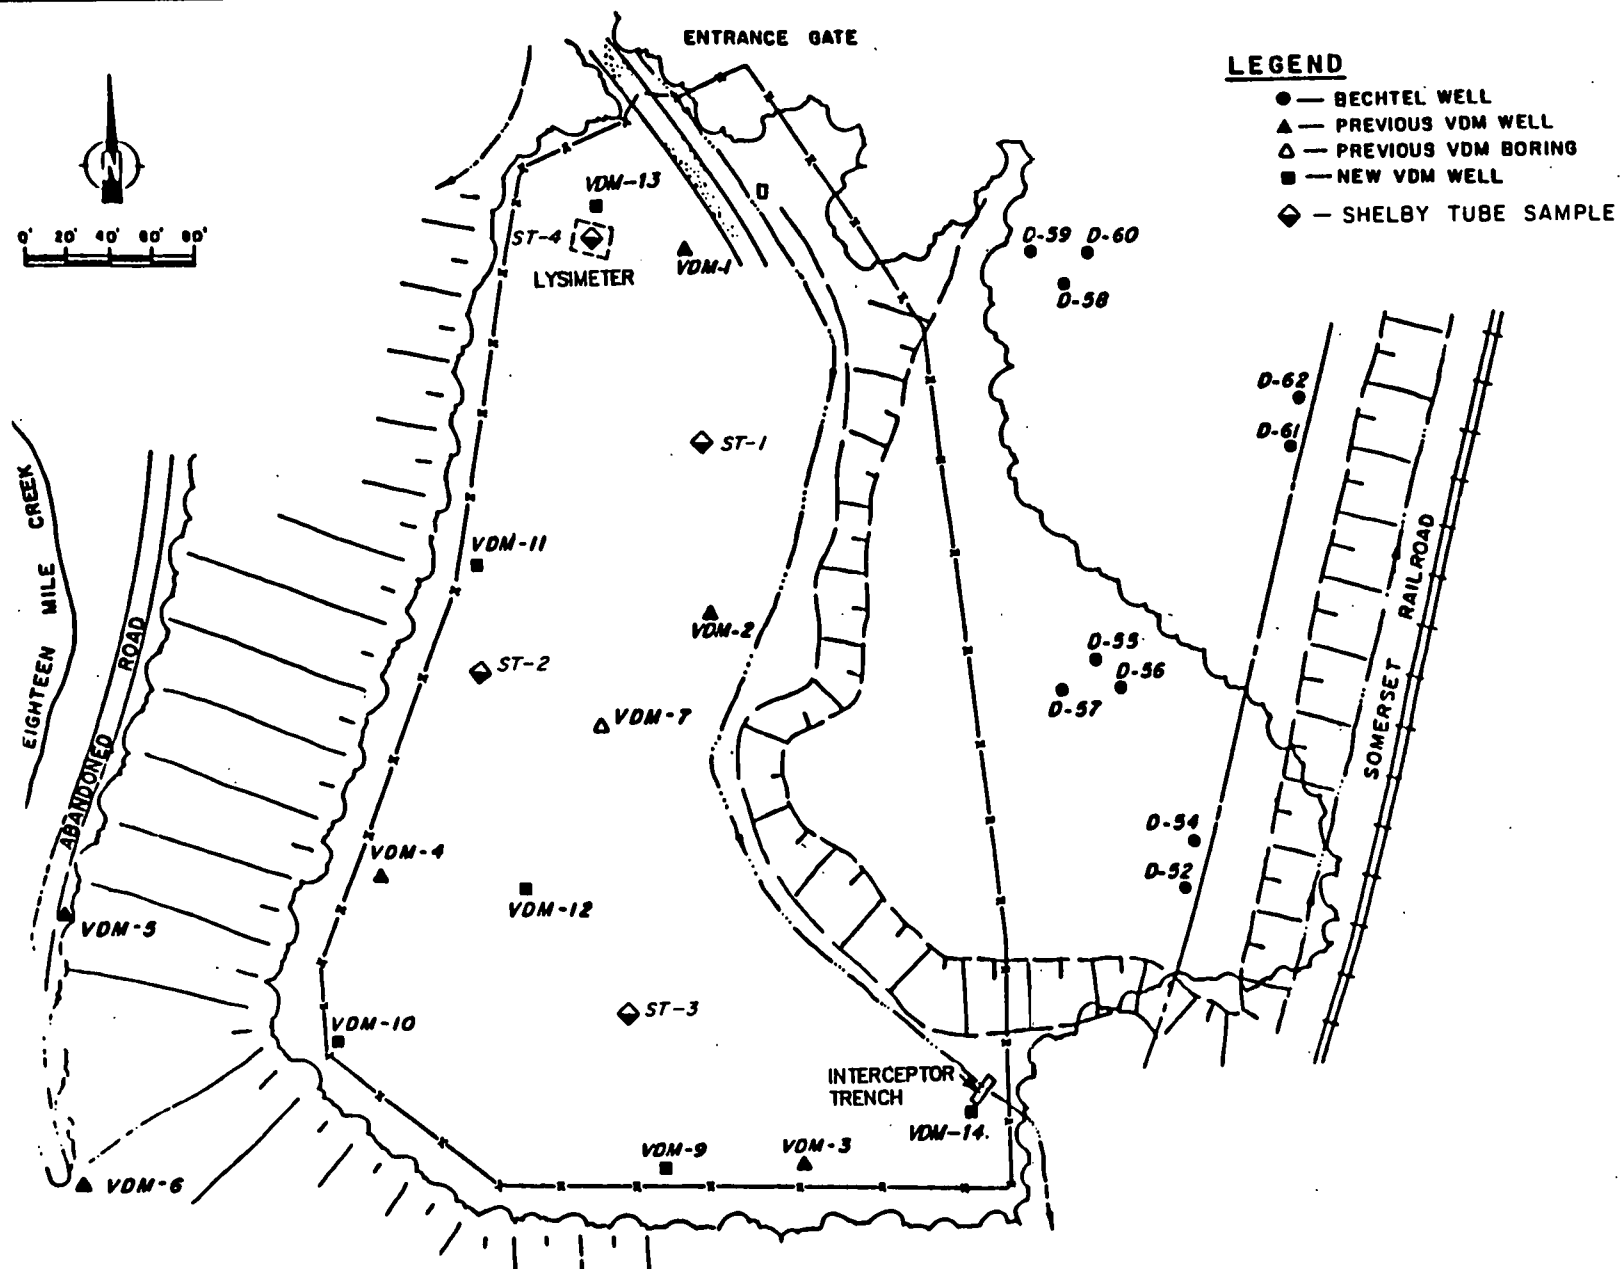 ENTRANCE GATE
LEGEND
BECHTEL WELL
PREVIOUS VDM WELL
PREVIOUS VDM BORING
NEW VDM WELL
SHELBY TUBE SAMPLE
0' 20' 40' 60' 80'
VDM-13
ST-4
LYSIMETER
VDM-1
D-59
D-60
D-58
D-62
D-61
ST-1
EIGHTEEN MILE CREEK
ABANDONED ROAD
VDM-11
VDM-2
ST-2
VDM-7
D-55
D-56
D-57
SOMERSET RAILROAD
D-54
D-52
VDM-4
VDM-12
VDM-5
ST-3
VDM-10
INTERCEPTOR
TRENCH
VDM-14.
VDM-9
VDM-3
VDM-6